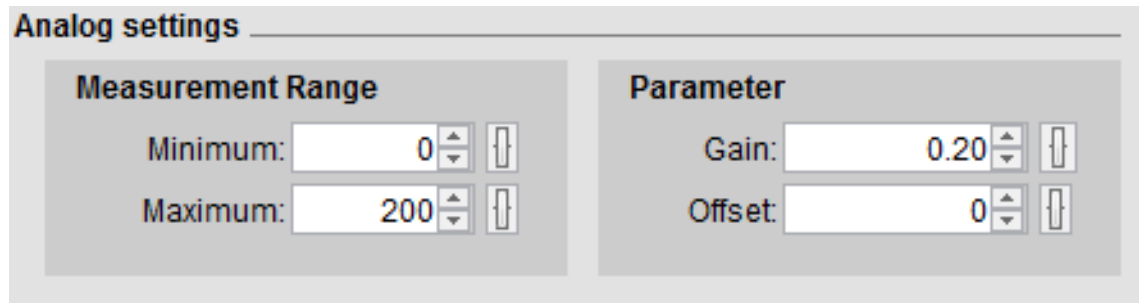 Analog settings
Measurement Range
Minimum: 0
Maximum: 200
Parameter
Gain: 0.20
Offset: 0